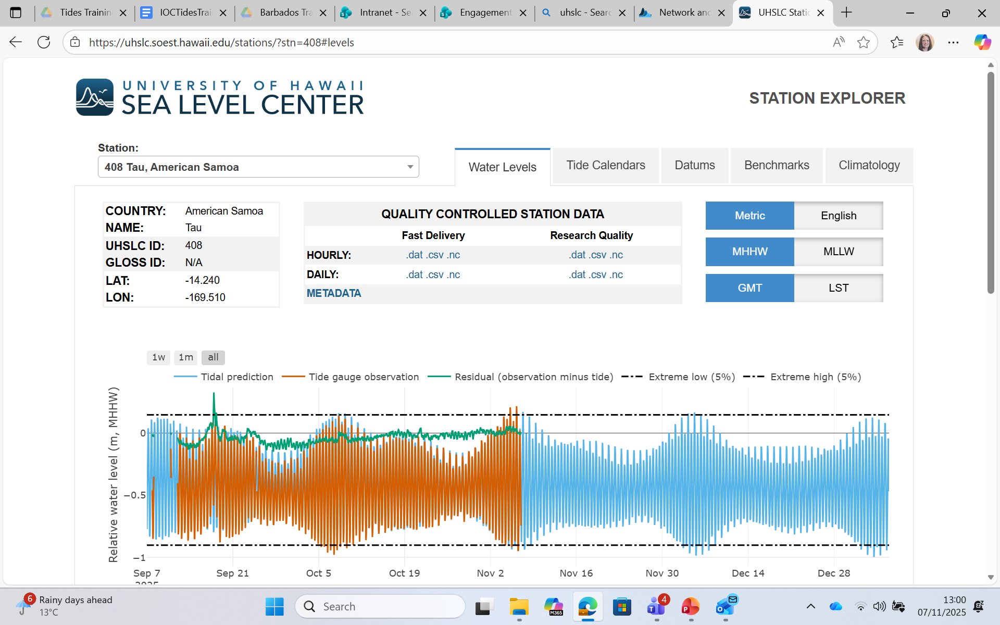 Tides Training
IOCTidesTrai
Barbados Tra
Intranet - Se
Engagement
uhslc - Searc
Network and
UHSLC Static
https://uhslc.soest.hawaii.edu/stations/?stn=408#levels
UNIVERSITY OF HAWAII
SEA LEVEL CENTER
STATION EXPLORER
Station:
408 Tau, American Samoa
Water Levels
Tide Calendars
Datums
Benchmarks
Climatology
COUNTRY: American Samoa
NAME: Tau
UHSLC ID: 408
GLOSS ID: N/A
LAT: -14.240
LON: -169.510
QUALITY CONTROLLED STATION DATA
Fast Delivery Research Quality
HOURLY: .dat .csv .nc .dat .csv .nc
DAILY: .dat .csv .nc .dat .csv .nc
METADATA
Metric English
MHHW MLLW
GMT LST
1w 1m all
Tidal prediction Tide gauge observation Residual (observation minus tide) Extreme low (5%) Extreme high (5%)
Relative water level (m, MHHW)
0
−0.5
−1
Sep 7 Sep 21 Oct 5 Oct 19 Nov 2 Nov 16 Nov 30 Dec 14 Dec 28
2025
6
Rainy days ahead
13°C
Search
M365
4
13:00
07/11/2025